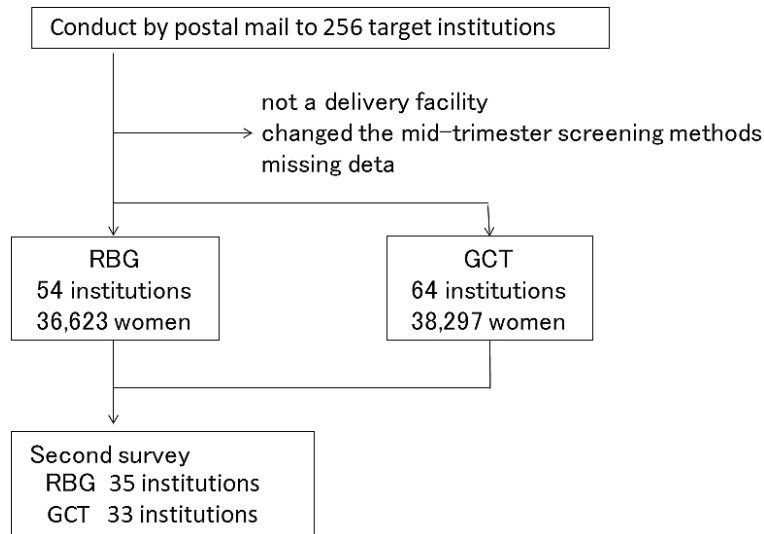 Conduct by postal mail to 256 target institutions
not a delivery facility
changed the mid-trimester screening methods
missing deta
RBG
54 institutions
36,623 women
GCT
64 institutions
38,297 women
Second survey
RBG 35 institutions
GCT 33 institutions